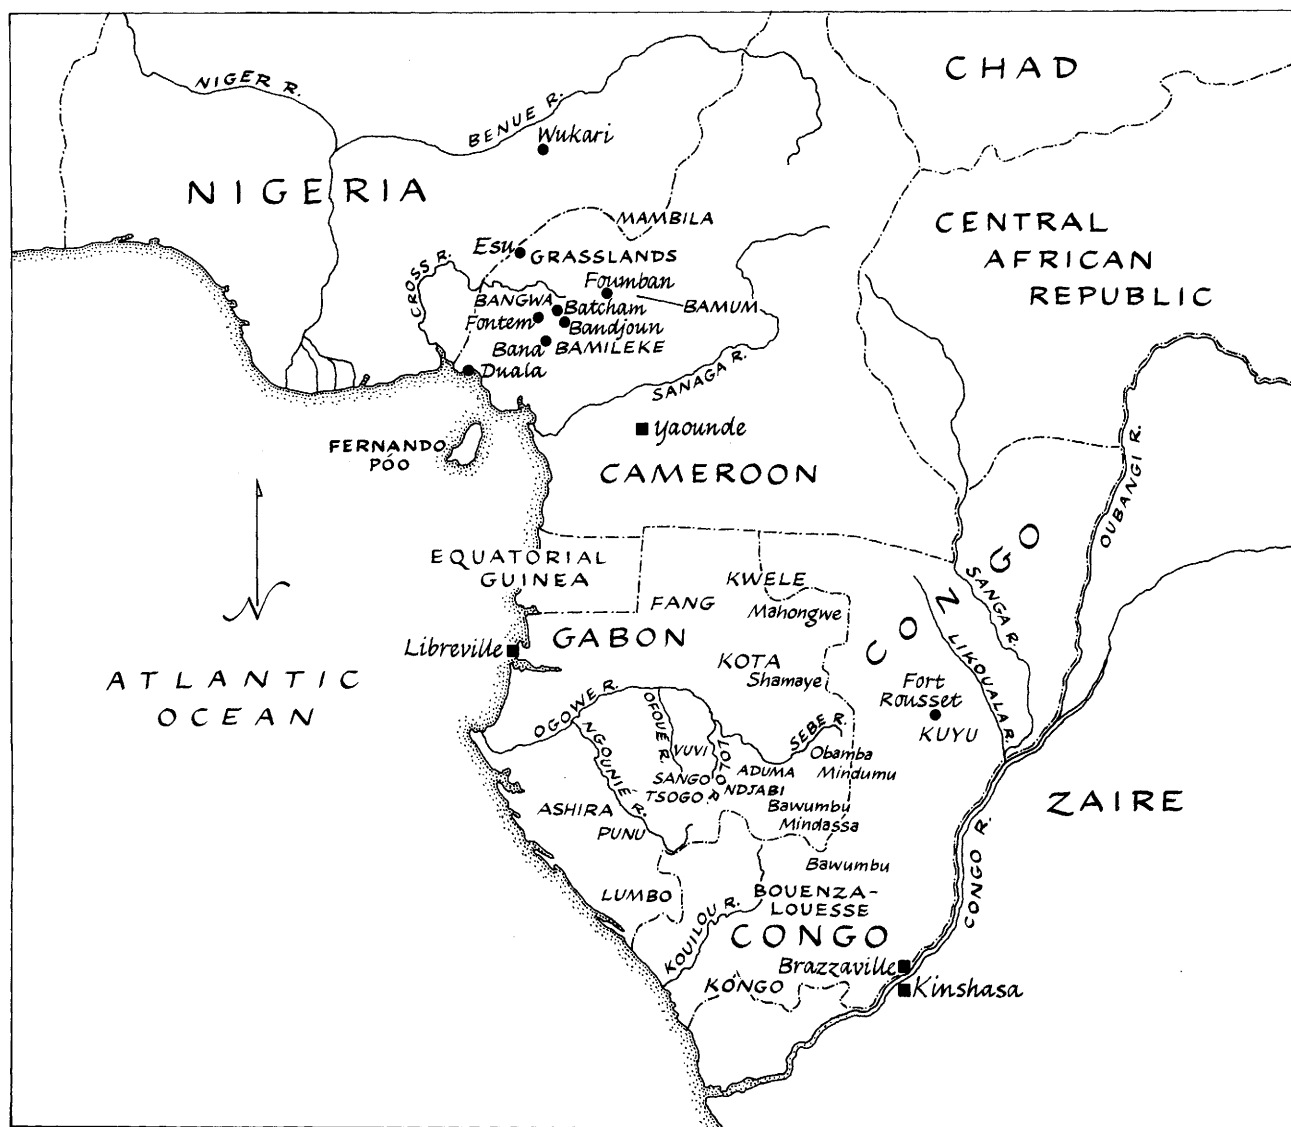 CHAD
NIGER R.
BENUE R.
Wukari
NIGERIA
MAMBILA
CENTRAL
AFRICAN
REPUBLIC
Esu
GRASSLANDS
CROSS R.
Foumban
BANGWA
Batcham
BAMUM
Fontem
Bandjoun
Bana
BAMILEKE
Duala
SANAGA R.
Yaounde
FERNANDO
PÓO
CAMEROON
OUBANGI R.
EQUATORIAL
GUINEA
KWELE
FANG
Mahongwe
CONGO
SANGA R.
LIKOUALA R.
Libreville
GABON
KOTA
Shamaye
Fort
Rousset
KUYU
ATLANTIC
OCEAN
OGOWE R.
NGOUNIÉ R.
OFOUE R.
LOLO R.
SEBE R.
VUVI
Obamba
Mindumu
SANGO
ADUMA
TSOGO
NDJABI
ZAIRE
ASHIRA
Bawumbu
PUNU
Mindassa
CONGO R.
Bawumbu
LUMBO
BOUENZA-
LOUESSE
KOUILOU R.
CONGO
Brazzaville
KONGO
Kinshasa